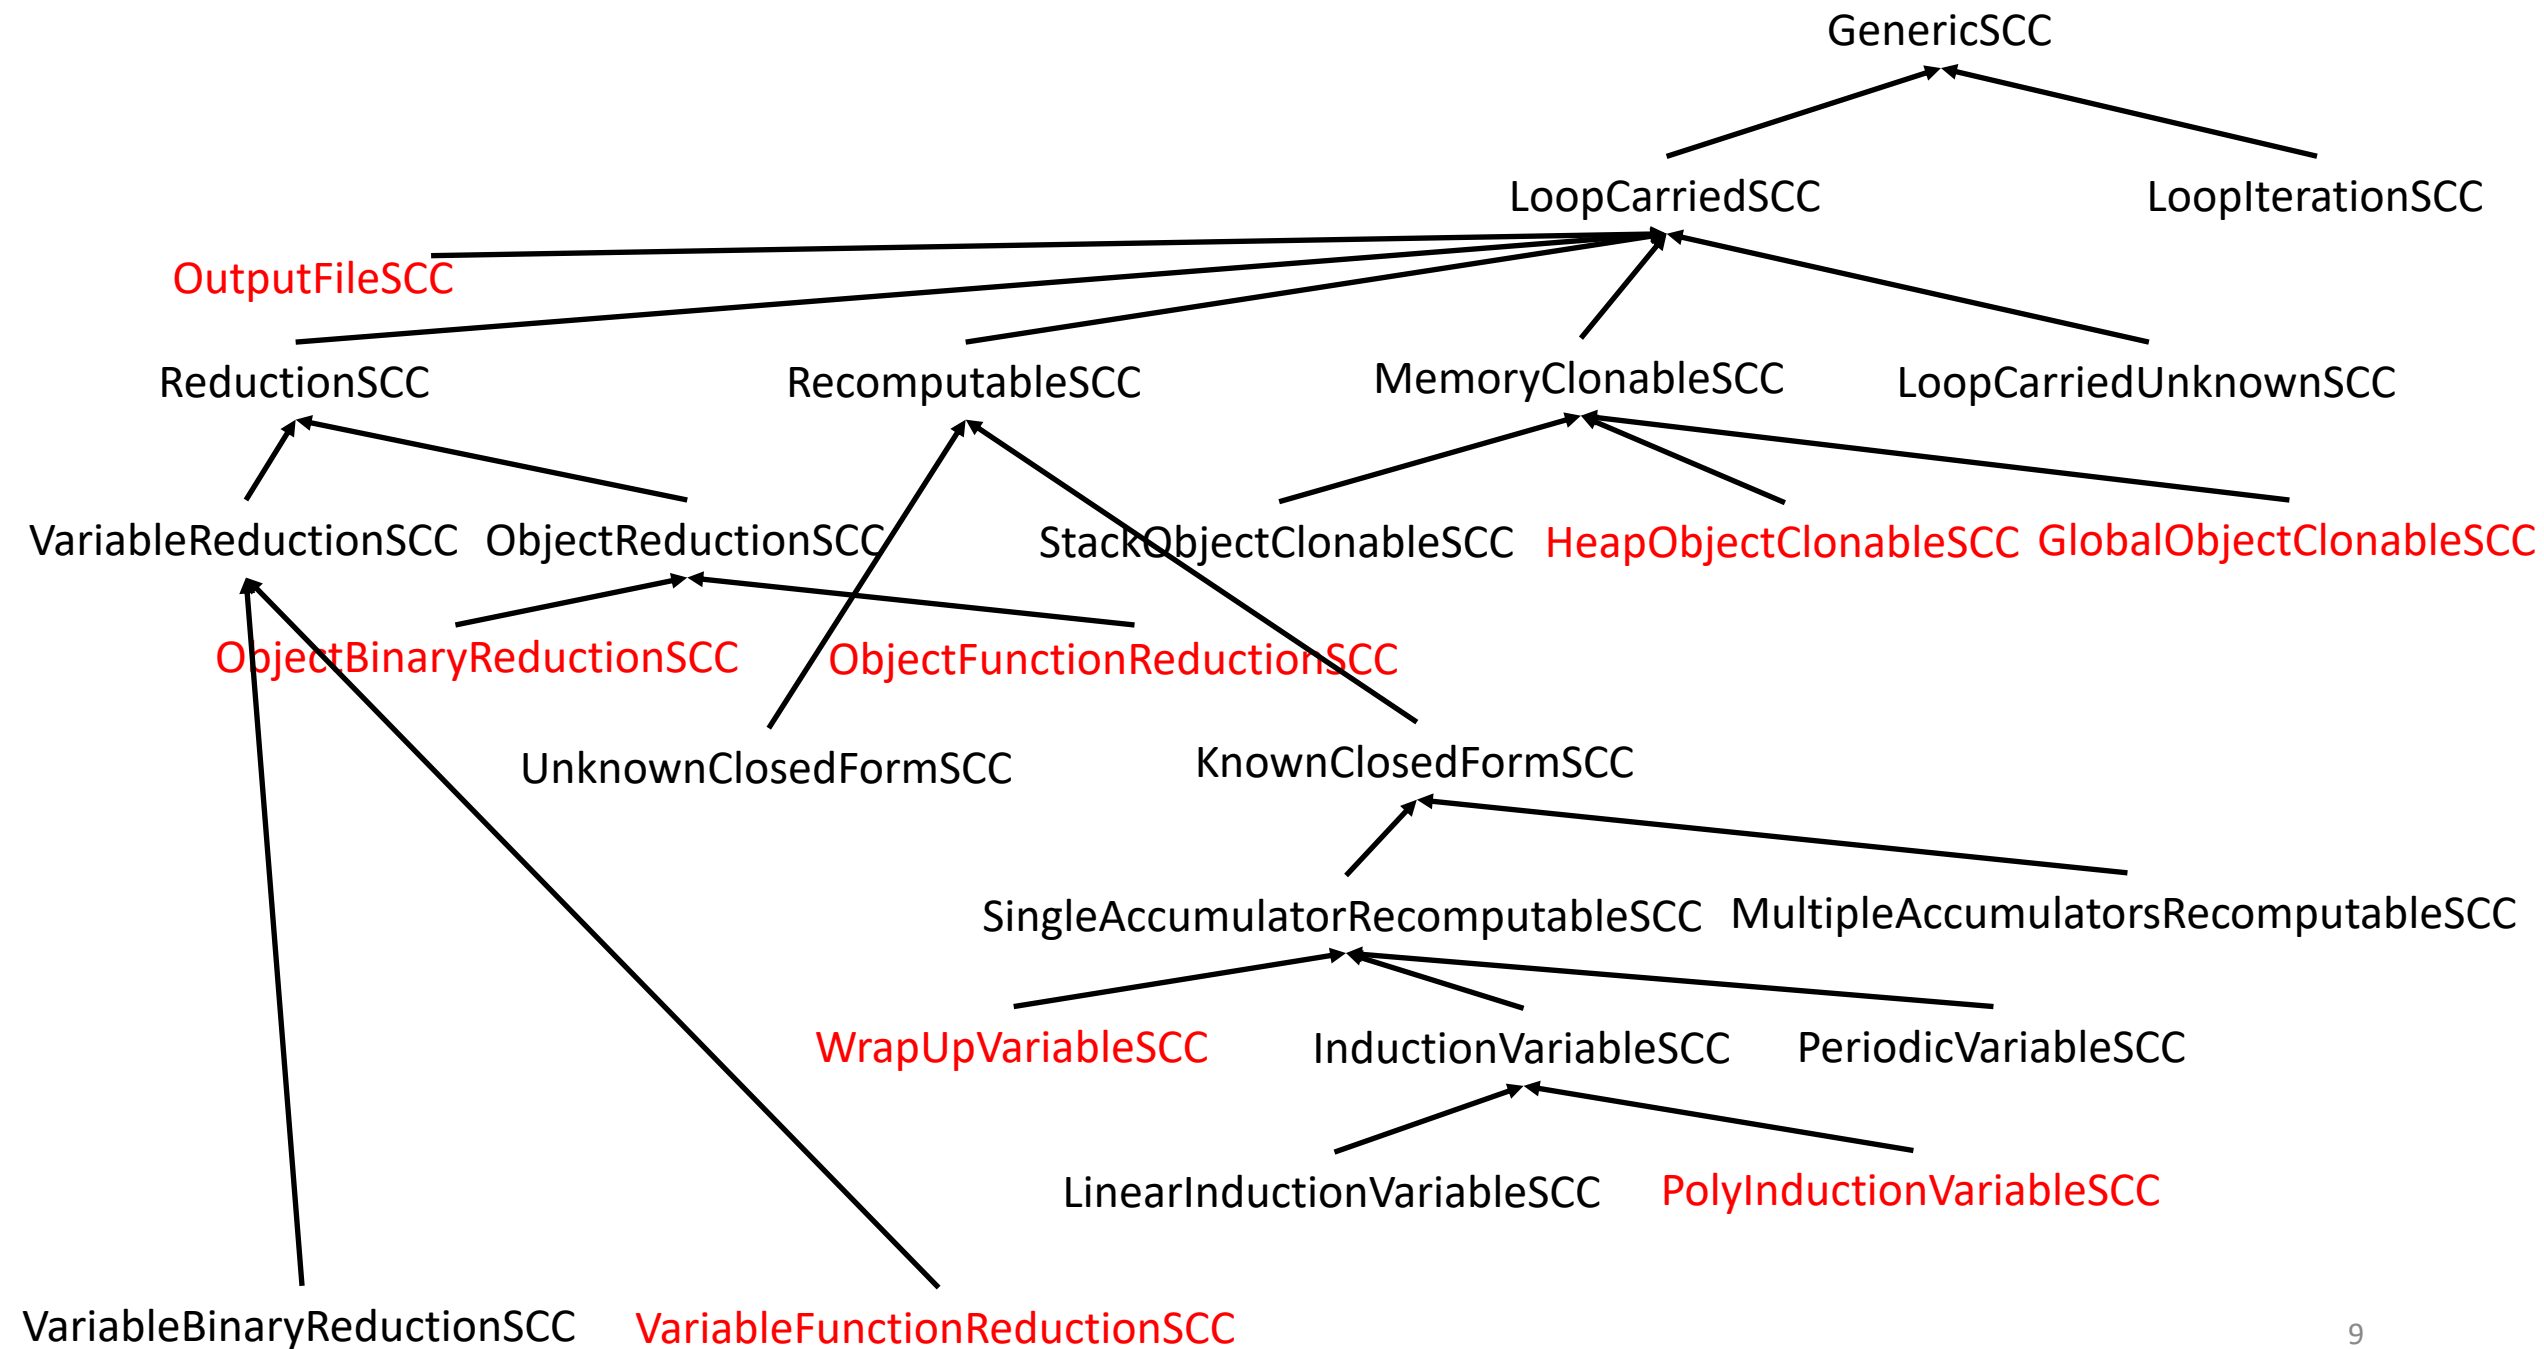 GenericSCC
LoopCarriedSCC
LoopIterationSCC
OutputFileSCC
ReductionSCC
RecomputableSCC
MemoryClonableSCC
LoopCarriedUnknownSCC
VariableReductionSCC
ObjectReductionSCC
StackObjectClonableSCC
HeapObjectClonableSCC
GlobalObjectClonableSCC
ObjectBinaryReductionSCC
ObjectFunctionReductionSCC
UnknownClosedFormSCC
KnownClosedFormSCC
SingleAccumulatorRecomputableSCC
MultipleAccumulatorsRecomputableSCC
WrapUpVariableSCC
InductionVariableSCC
PeriodicVariableSCC
LinearInductionVariableSCC
PolyInductionVariableSCC
VariableBinaryReductionSCC
VariableFunctionReductionSCC
9